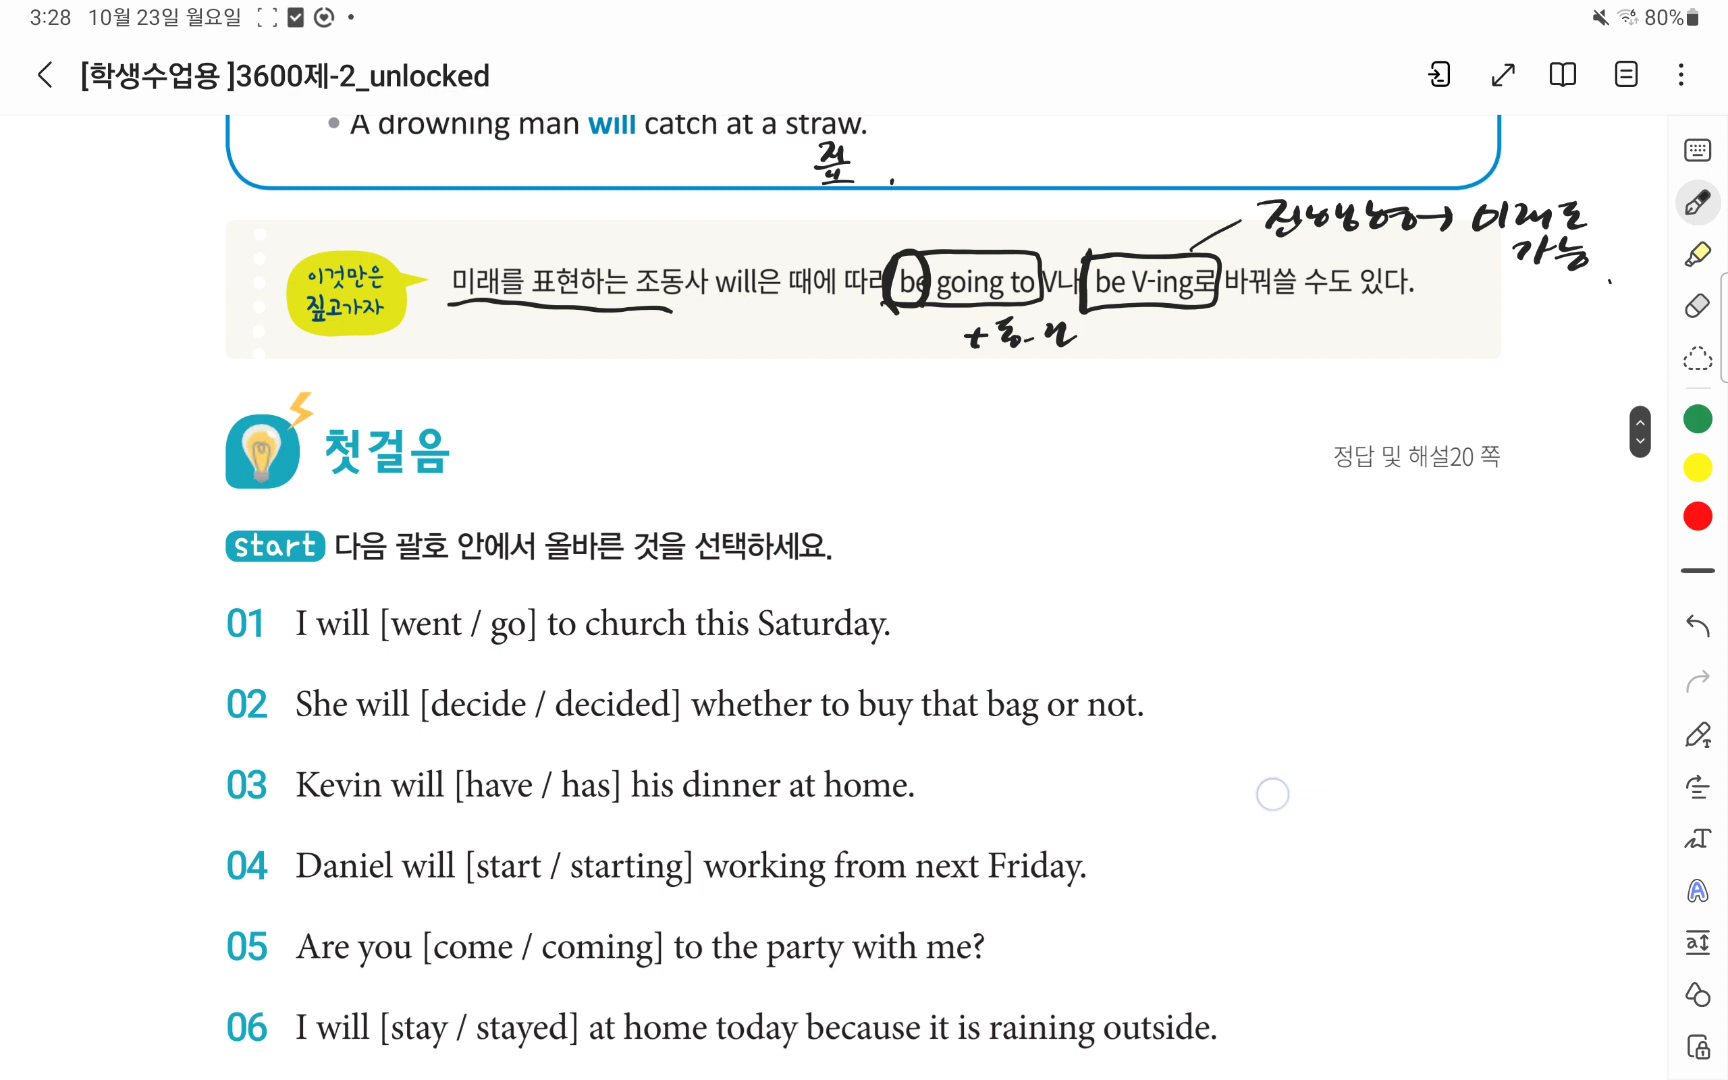 3:28 10월 23일 월요일
80%
[학생수업용 ]3600제-2_unlocked
• A drowning man will catch at a straw.
진행형→ 미래로
가능.
이것만은
짚고가자
미래를 표현하는 조동사 will은 때에 따라 be going to V나 be V-ing로 바꿔쓸 수도 있다.
+ 동.원
첫걸음
정답 및 해설20 쪽
start 다음 괄호 안에서 올바른 것을 선택하세요.
01 I will [went / go] to church this Saturday.
02 She will [decide / decided] whether to buy that bag or not.
03 Kevin will [have / has] his dinner at home.
04 Daniel will [start / starting] working from next Friday.
05 Are you [come / coming] to the party with me?
06 I will [stay / stayed] at home today because it is raining outside.